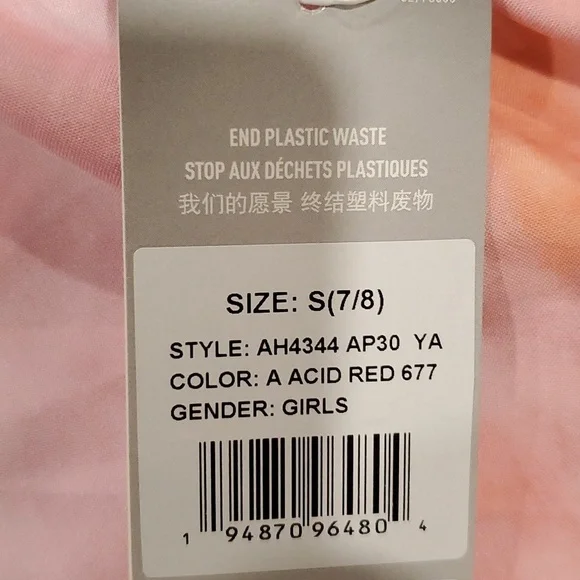 END PLASTIC WASTE
STOP AUX DÉCHETS PLASTIQUES
我们的愿景 终结塑料废物
SIZE: S(7/8)
STYLE: AH4344 AP30 YA
COLOR: A ACID RED 677
GENDER: GIRLS
1 94870 96480 4